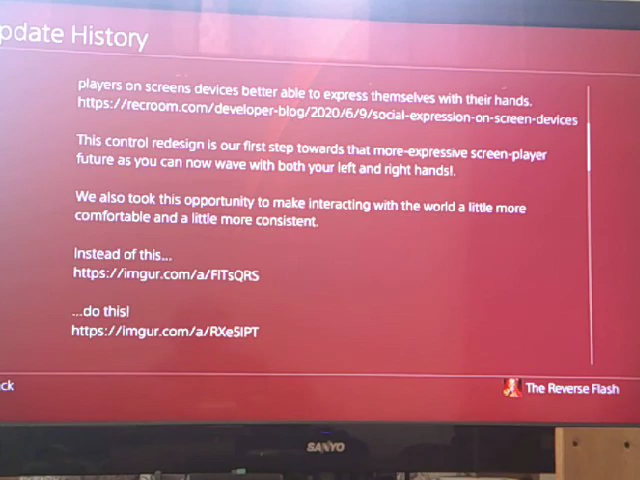 pdate History
players on screens devices better able to express themselves with their hands.
https://recroom.com/developer-blog/2020/6/9/social-expression-on-screen-devices
This control redesign is our first step towards that more-expressive screen-player
future as you can now wave with both your left and right hands!.
We also took this opportunity to make interacting with the world a little more
comfortable and a little more consistent.
Instead of this...
https://imgur.com/a/FITsQRS
...do this!
https://imgur.com/a/RXe5IPT
ck
The Reverse Flash
SANYO